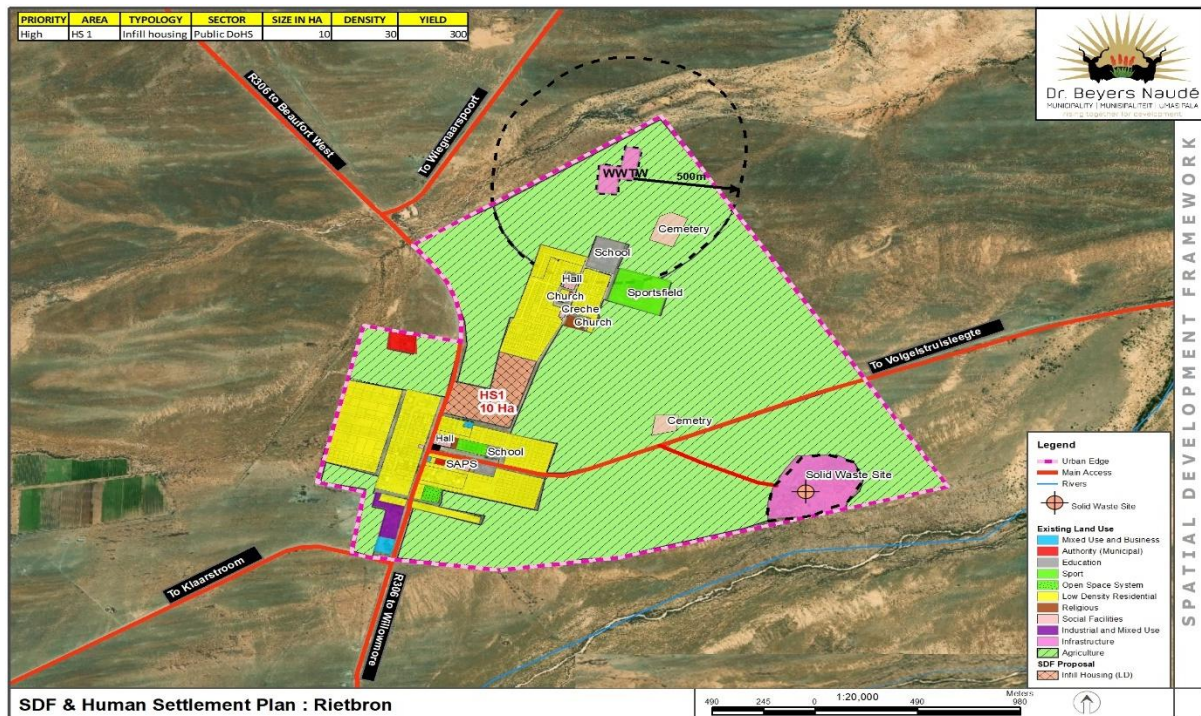 PRIORITY AREA TYPOLOGY SECTOR SIZE IN HA DENSITY YIELD
High HS 1 Infill housing Public DoHS 10 30 300
Dr. Beyers Naudé
MUNICIPALITY | MUNISIPALITEIT | UMASIPALA
rising together for development
SPATIAL DEVELOPMENT FRAMEWORK
R306 to Beaufort West
To Wiegnaarspoort
WWTW
500m
Cemetery
School
Hall
Sportsfield
Church
Creche
Church
To Volgelstruisleegte
HS1
10 Ha
Cemetry
Hall
School
SAPS
Solid Waste Site
To Klaarstroom
R306 to Willowmore
Legend
Urban Edge
Main Access
Rivers
Solid Waste Site
Existing Land Use
Mixed Use and Business
Authority (Municipal)
Education
Sport
Open Space System
Low Density Residential
Religious
Social Facilities
Industrial and Mixed Use
Infrastructure
Agriculture
SDF Proposal
Infill Housing (LD)
SDF & Human Settlement Plan : Rietbron
1:20,000
Meters
490 245 0 490 980